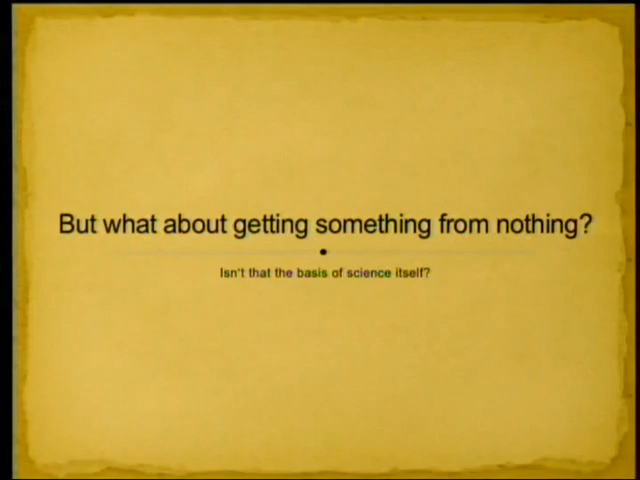 But what about getting something from nothing?
Isn't that the basis of science itself?